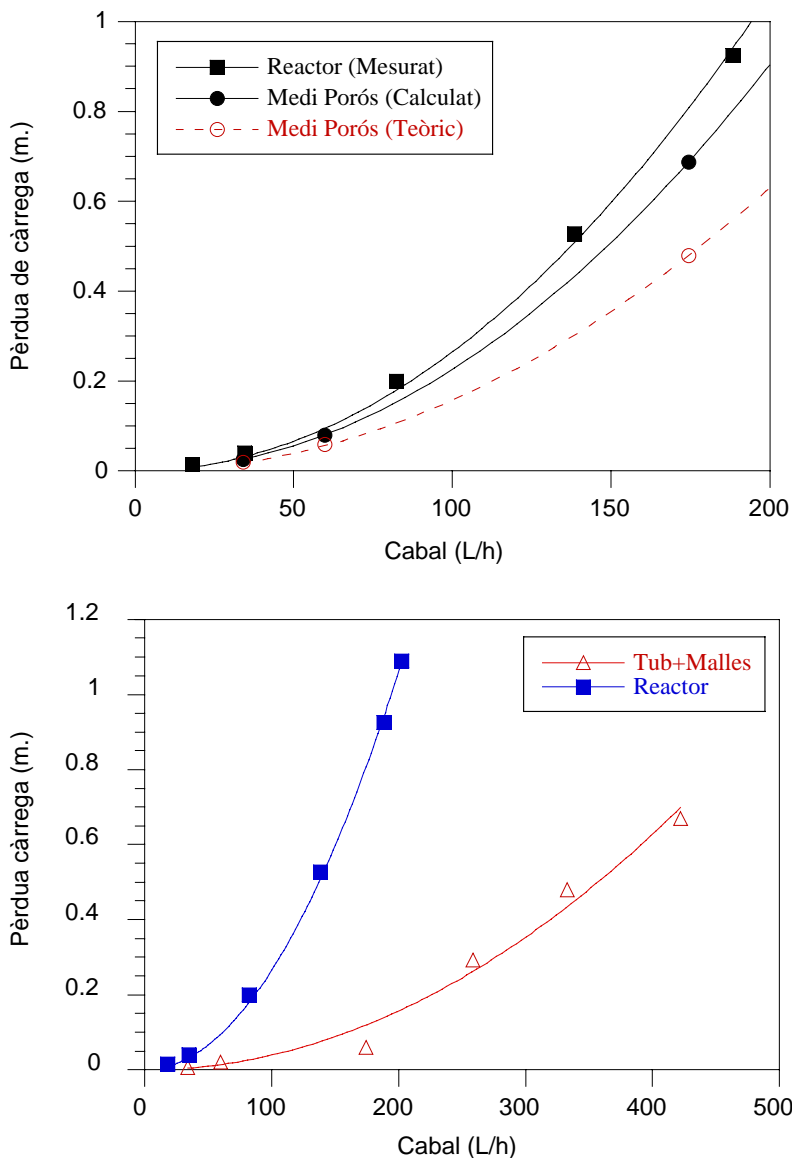 1
0.8
0.6
0.4
0.2
0
Pèrdua de càrrega (m.)
Reactor (Mesurat)
Medi Porós (Calculat)
Medi Porós (Teòric)
0 50 100 150 200
Cabal (L/h)
1.2
1
0.8
0.6
0.4
0.2
0
Pèrdua càrrega (m.)
Tub+Malles
Reactor
0 100 200 300 400 500
Cabal (L/h)